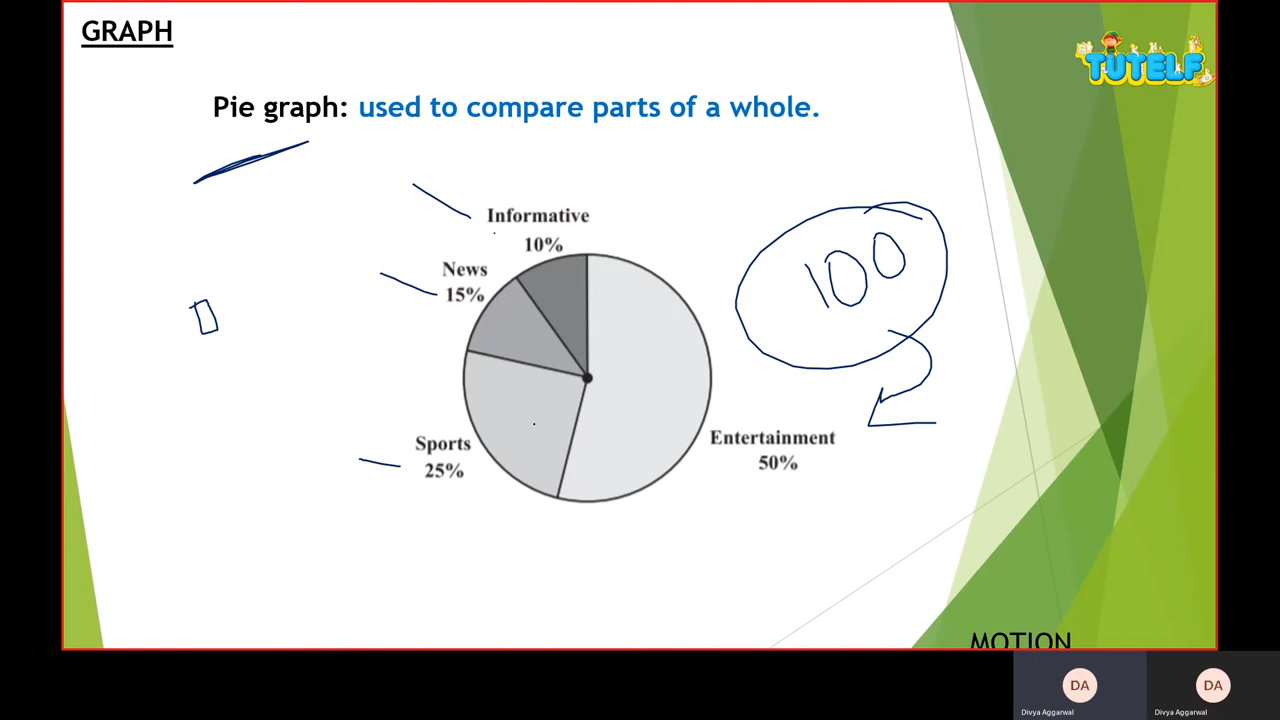 GRAPH
TUTELF
Pie graph: used to compare parts of a whole.
Informative
10%
News
15%
100
Sports
25%
Entertainment
50%
MOTION
DA
DA
Divya Aggarwal
Divya Aggarwal